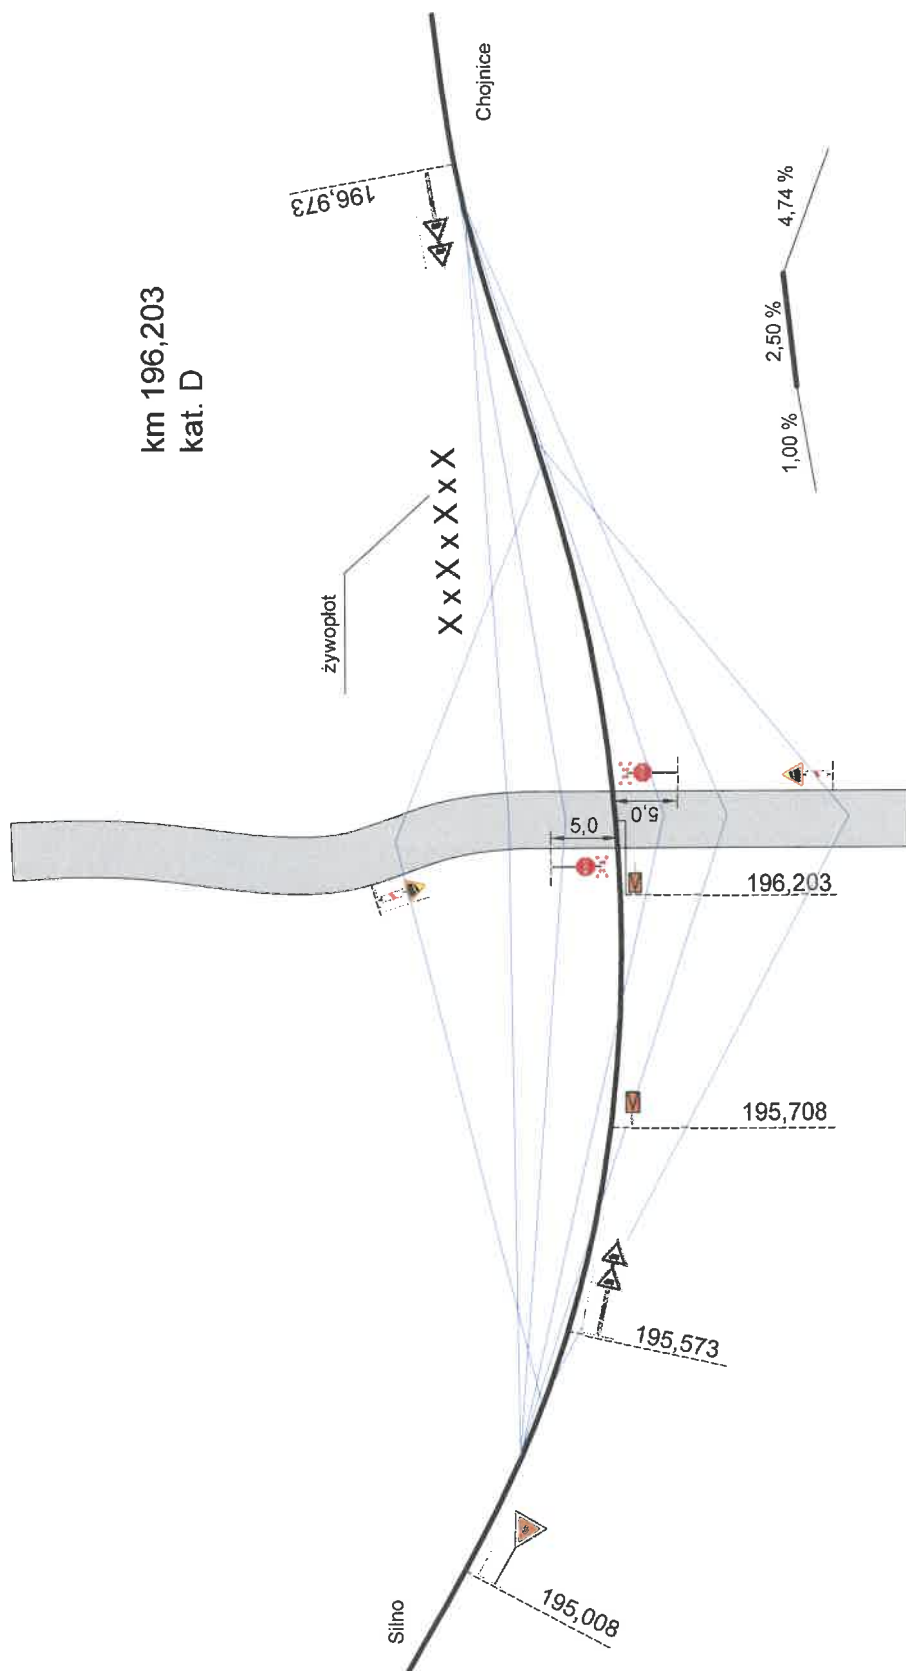 Chojnice
196,973
km 196,203
kat. D
4,74 %
2,50 %
1,00 %
żywopłot
X x X x X x X
5,0
5,0
196,203
195,708
195,573
195,008
Silno